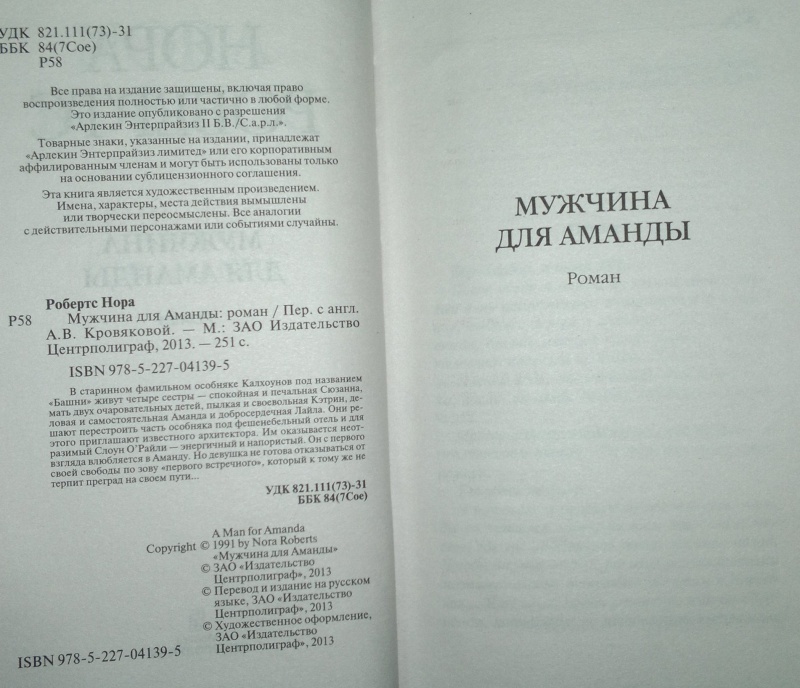 УДК 821.111(73)-31
ББК 84(7Сое)
Р58
Все права на издание защищены, включая право
воспроизведения полностью или частично в любой форме.
Это издание опубликовано с разрешения
«Арлекин Энтерпрайзиз II Б.В./С.а.р.л.».
Товарные знаки, указанные на издании, принадлежат
«Арлекин Энтерпрайзиз лимитед» или его корпоративным
аффилированным членам и могут быть использованы только
на основании сублицензионного соглашения.
Эта книга является художественным произведением.
Имена, характеры, места действия вымышлены
или творчески переосмыслены. Все аналогии
с действительными персонажами или событиями случайны.
Робертс Нора
Р58 Мужчина для Аманды: роман / Пер. с англ.
А.В. Кровяковой. — М.: ЗАО Издательство
Центрполиграф, 2013. — 251 с.
ISBN 978-5-227-04139-5
В старинном фамильном особняке Калхоунов под названием
«Башни» живут четыре сестры — спокойная и печальная Сюзанна,
мать двух очаровательных детей, пылкая и своевольная Кэтрин, де-
ловая и самостоятельная Аманда и добросердечная Лайла. Они ре-
шают перестроить часть особняка под фешенебельный отель и для
этого приглашают известного архитектора. Им оказывается неот-
разимый Слоун О’Райли — энергичный и напористый. Он с первого
взгляда влюбляется в Аманду. Но девушка не готова отказываться от
своей свободы по зову «первого встречного», который к тому же не
терпит преград на своем пути...
УДК 821.111(73)-31
ББК 84(7Сое)
A Man for Amanda
Copyright © 1991 by Nora Roberts
«Мужчина для Аманды»
© ЗАО «Издательство
Центрполиграф», 2013
© Перевод и издание на русском
языке, ЗАО «Издательство
Центрполиграф», 2013
© Художественное оформление,
ЗАО «Издательство
Центрполиграф», 2013
ISBN 978-5-227-04139-5
МУЖЧИНА
ДЛЯ АМАНДЫ
Роман